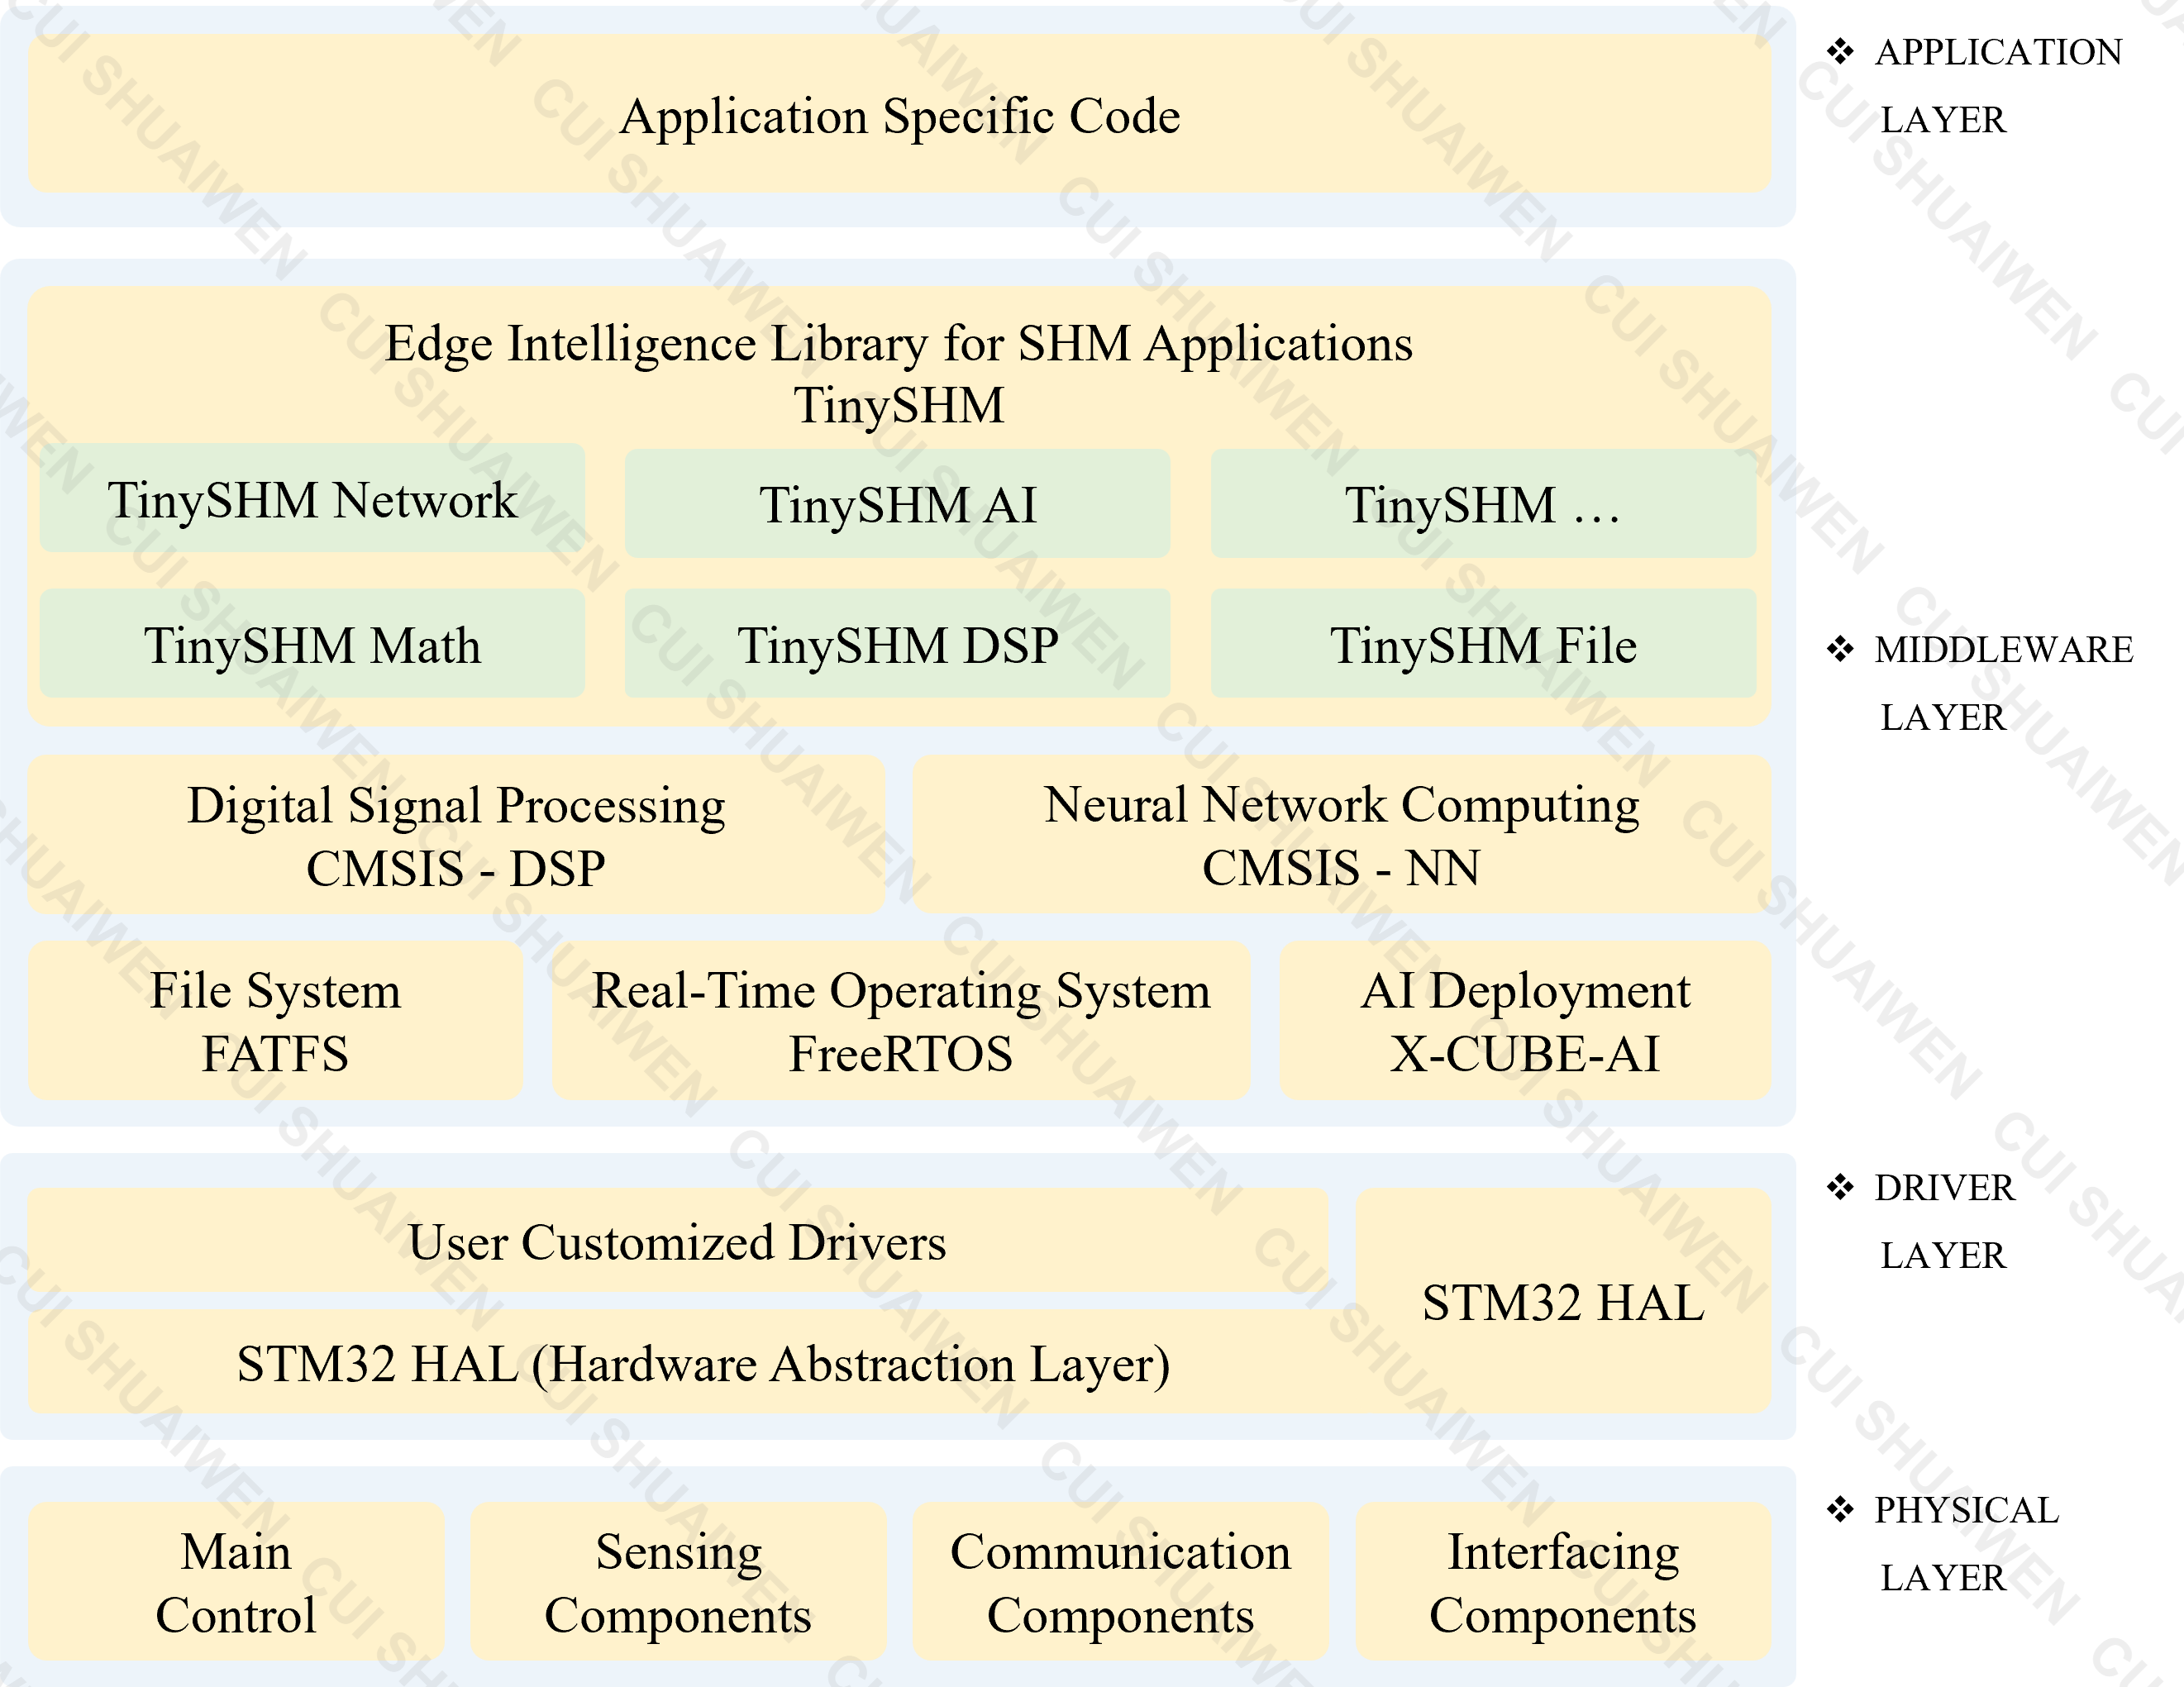 Application Specific Code
❖ APPLICATION
LAYER
Edge Intelligence Library for SHM Applications
TinySHM
TinySHM Network
TinySHM AI
TinySHM …
TinySHM Math
TinySHM DSP
TinySHM File
❖ MIDDLEWARE
LAYER
Digital Signal Processing
CMSIS - DSP
Neural Network Computing
CMSIS - NN
File System
FATFS
Real-Time Operating System
FreeRTOS
AI Deployment
X-CUBE-AI
User Customized Drivers
STM32 HAL
STM32 HAL (Hardware Abstraction Layer)
❖ DRIVER
LAYER
Main
Control
Sensing
Components
Communication
Components
Interfacing
Components
❖ PHYSICAL
LAYER
CUI SHUAIWEN